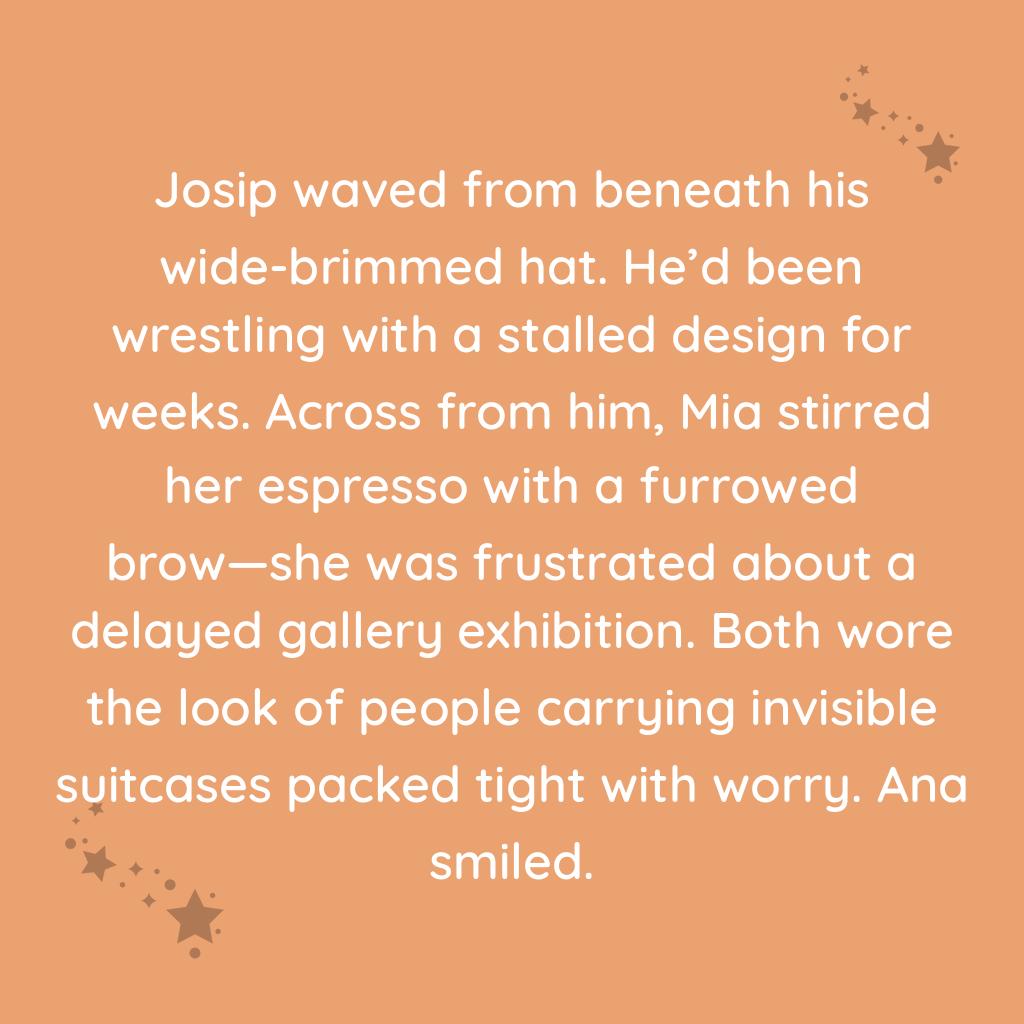 Josip waved from beneath his
wide-brimmed hat. He’d been
wrestling with a stalled design for
weeks. Across from him, Mia stirred
her espresso with a furrowed
brow—she was frustrated about a
delayed gallery exhibition. Both wore
the look of people carrying invisible
suitcases packed tight with worry. Ana
smiled.